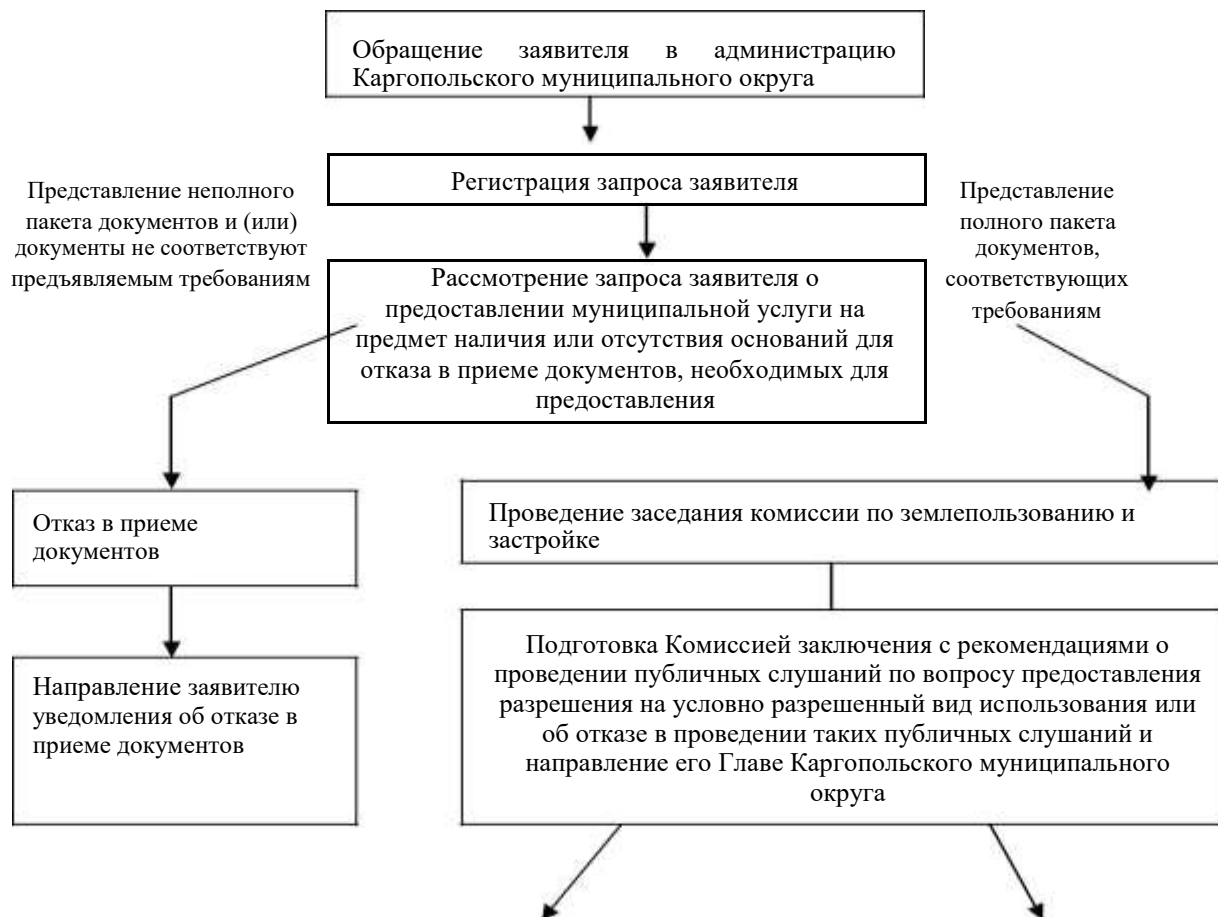 Обращение заявителя в администрацию
Каргопольского муниципального округа
Регистрация запроса заявителя
Представление неполного
пакета документов и (или)
документы не соответствуют
предъявляемым требованиям
Представление
полного пакета
документов,
соответствующих
требованиям
Рассмотрение запроса заявителя о
предоставлении муниципальной услуги на
предмет наличия или отсутствия оснований для
отказа в приеме документов, необходимых для
предоставления
Отказ в приеме
документов
Проведение заседания комиссии по землепользованию и
застройке
Направление заявителю
уведомления об отказе в
приеме документов
Подготовка Комиссией заключения с рекомендациями о
проведении публичных слушаний по вопросу предоставления
разрешения на условно разрешенный вид использования или
об отказе в проведении таких публичных слушаний и
направление его Главе Каргопольского муниципального
округа